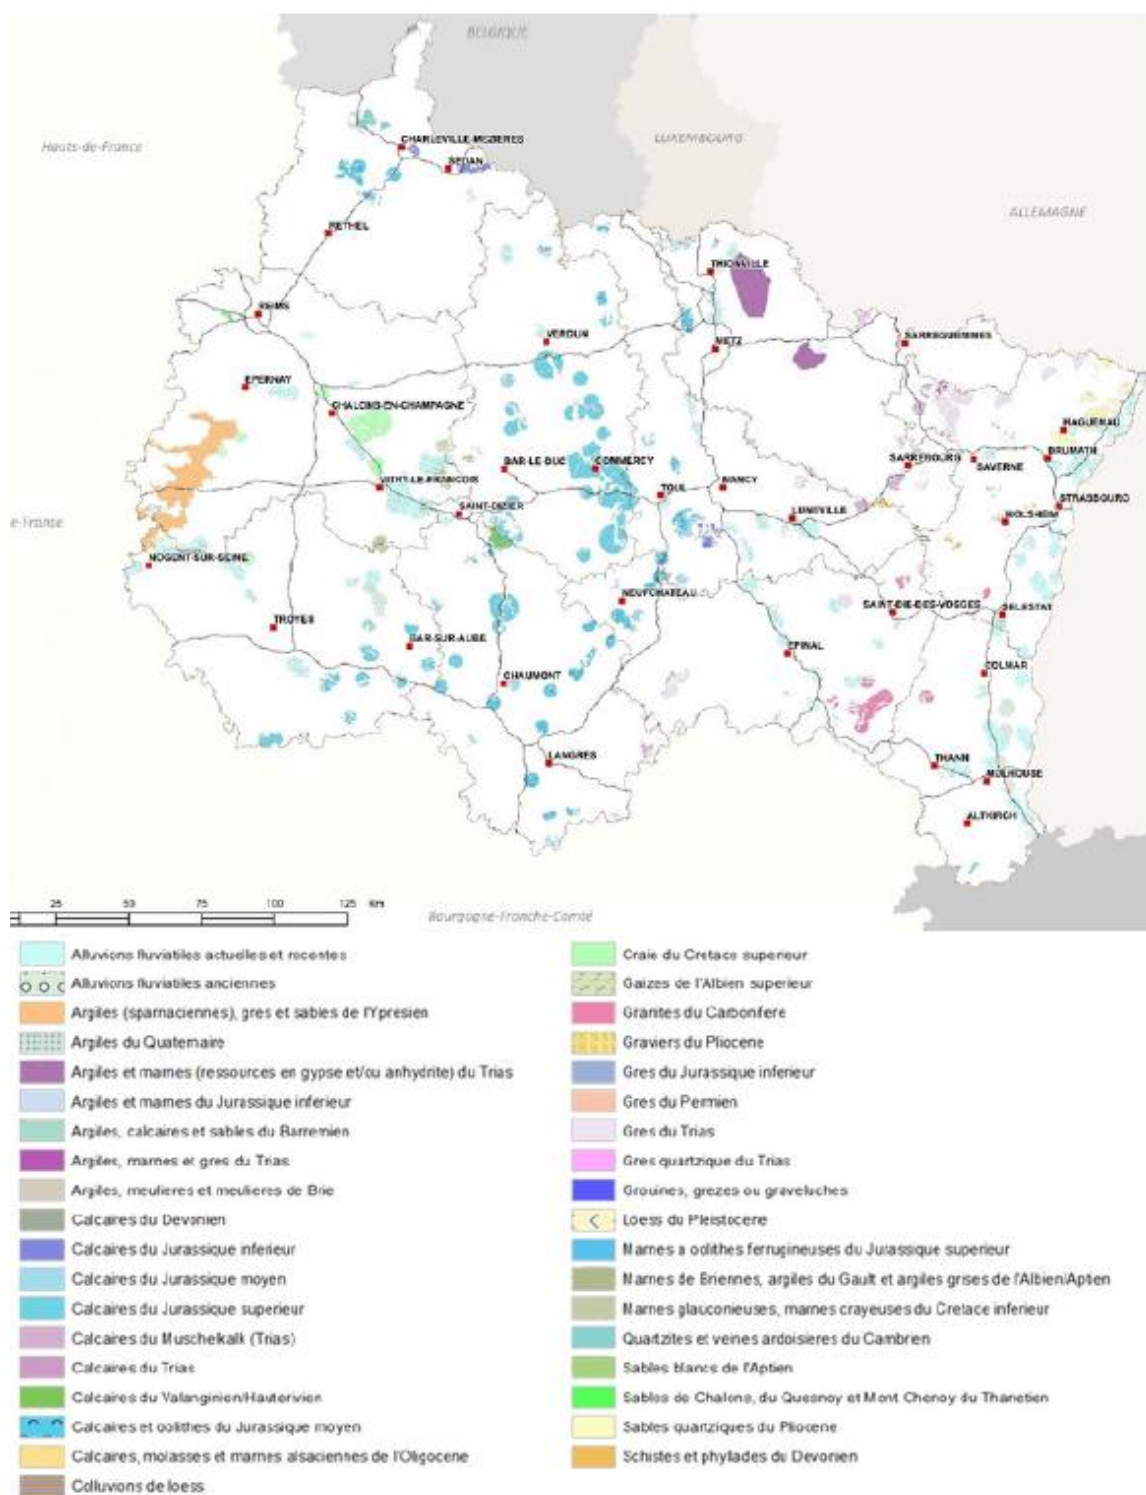 BELGIQUE
LUXEMBOURG
Hauts-de-France
CHARLEVILLE-MEZIERES
SEDAN
ALLEMAGNE
RETHEL
THIONVILLE
REIMS
VERDUN
METZ
SARREGUEMINES
EPERNAY
CHALONS-EN-CHAMPAGNE
HAGUENAU
BAR-LE-DUC
COMMERCY
SARREBOURG
SAVERNE
BRUMATH
VITRY-LE-FRANCOIS
TOUL
NANCY
STRASBOURG
SAINT-DIZIER
LUNEVILLE
MOLSHEIM
e-France
NOGENT-SUR-SEINE
NEUFCHATEAU
SAINT-DIE-DES-VOSGES
SELESTAT
TROYES
BAR-SUR-AUBE
EPINAL
COLMAR
CHAUMONT
LANGRES
THANN
MULHOUSE
ALTKIRCH
25 50 75 100 125 Km
Bourgogne-Franche-Comté
Alluvions fluviatiles actuelles et recentes
Alluvions fluviatiles anciennes
Argiles (sparnaciennes), gres et sables de l'Ypresien
Argiles du Quaternaire
Argiles et marnes (ressources en gypse et/ou anhydrite) du Trias
Argiles et marnes du Jurassique inferieur
Argiles, calcaires et sables du Barremien
Argiles, marnes et gres du Trias
Argiles, meulieres et meulieres de Brie
Calcaires du Devonien
Calcaires du Jurassique inferieur
Calcaires du Jurassique moyen
Calcaires du Jurassique superieur
Calcaires du Muschelkalk (Trias)
Calcaires du Trias
Calcaires du Valanginien/Hauterivien
Calcaires et oolithes du Jurassique moyen
Calcaires, molasses et marnes alsaciennes de l'Oligocene
Colluvions de loess
Craie du Cretace superieur
Gaizes de l'Albien superieur
Granites du Carbonfere
Graviers du Pliocene
Gres du Jurassique inferieur
Gres du Permien
Gres du Trias
Gres quartzique du Trias
Grouines, grezes ou graveluches
Loess du Pleistocene
Marnes a oolithes ferrugineuses du Jurassique superieur
Marnes de Briennes, argiles du Gault et argiles grises de l'Albien/Aptien
Marnes glauconieuses, marnes crayeuses du Cretace inferieur
Quartzites et veines ardoisieres du Cambrien
Sables blancs de l'Aptien
Sables de Chalons, du Quesnoy et Mont Chenoy du Thanetien
Sables quartziques du Pliocene
Schistes et phyllades du Devonien